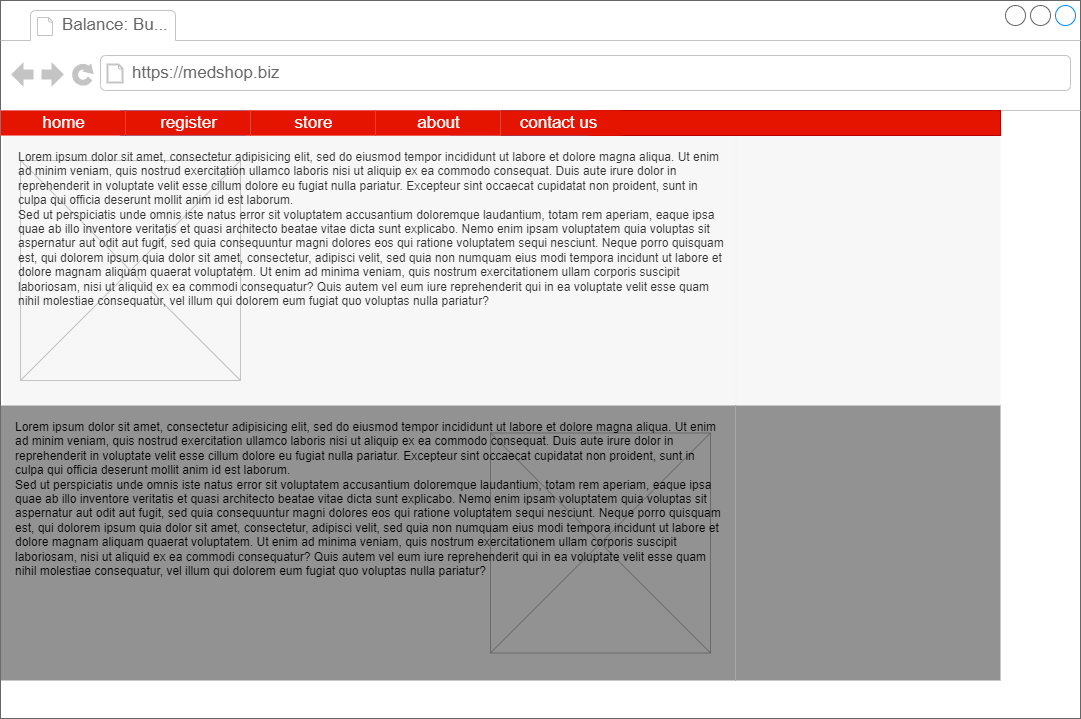 Balance: Bu...
https://medshop.biz
home register store about contact us
Lorem ipsum dolor sit amet, consectetur adipisicing elit, sed do eiusmod tempor incididunt ut labore et dolore magna aliqua. Ut enim
ad minim veniam, quis nostrud exercitation ullamco laboris nisi ut aliquip ex ea commodo consequat. Duis aute irure dolor in
reprehenderit in voluptate velit esse cillum dolore eu fugiat nulla pariatur. Excepteur sint occaecat cupidatat non proident, sunt in
culpa qui officia deserunt mollit anim id est laborum.
Sed ut perspiciatis unde omnis iste natus error sit voluptatem accusantium doloremque laudantium, totam rem aperiam, eaque ipsa
quae ab illo inventore veritatis et quasi architecto beatae vitae dicta sunt explicabo. Nemo enim ipsam voluptatem quia voluptas sit
aspernatur aut odit aut fugit, sed quia consequuntur magni dolores eos qui ratione voluptatem sequi nesciunt. Neque porro quisquam
est, qui dolorem ipsum quia dolor sit amet, consectetur, adipisci velit, sed quia non numquam eius modi tempora incidunt ut labore et
dolore magnam aliquam quaerat voluptatem. Ut enim ad minima veniam, quis nostrum exercitationem ullam corporis suscipit
laboriosam, nisi ut aliquid ex ea commodi consequatur? Quis autem vel eum iure reprehenderit qui in ea voluptate velit esse quam
nihil molestiae consequatur, vel illum qui dolorem eum fugiat quo voluptas nulla pariatur?
Lorem ipsum dolor sit amet, consectetur adipisicing elit, sed do eiusmod tempor incididunt ut labore et dolore magna aliqua. Ut enim
ad minim veniam, quis nostrud exercitation ullamco laboris nisi ut aliquip ex ea commodo consequat. Duis aute irure dolor in
reprehenderit in voluptate velit esse cillum dolore eu fugiat nulla pariatur. Excepteur sint occaecat cupidatat non proident, sunt in
culpa qui officia deserunt mollit anim id est laborum.
Sed ut perspiciatis unde omnis iste natus error sit voluptatem accusantium doloremque laudantium, totam rem aperiam, eaque ipsa
quae ab illo inventore veritatis et quasi architecto beatae vitae dicta sunt explicabo. Nemo enim ipsam voluptatem quia voluptas sit
aspernatur aut odit aut fugit, sed quia consequuntur magni dolores eos qui ratione voluptatem sequi nesciunt. Neque porro quisquam
est, qui dolorem ipsum quia dolor sit amet, consectetur, adipisci velit, sed quia non numquam eius modi tempora incidunt ut labore et
dolore magnam aliquam quaerat voluptatem. Ut enim ad minima veniam, quis nostrum exercitationem ullam corporis suscipit
laboriosam, nisi ut aliquid ex ea commodi consequatur? Quis autem vel eum iure reprehenderit qui in ea voluptate velit esse quam
nihil molestiae consequatur, vel illum qui dolorem eum fugiat quo voluptas nulla pariatur?